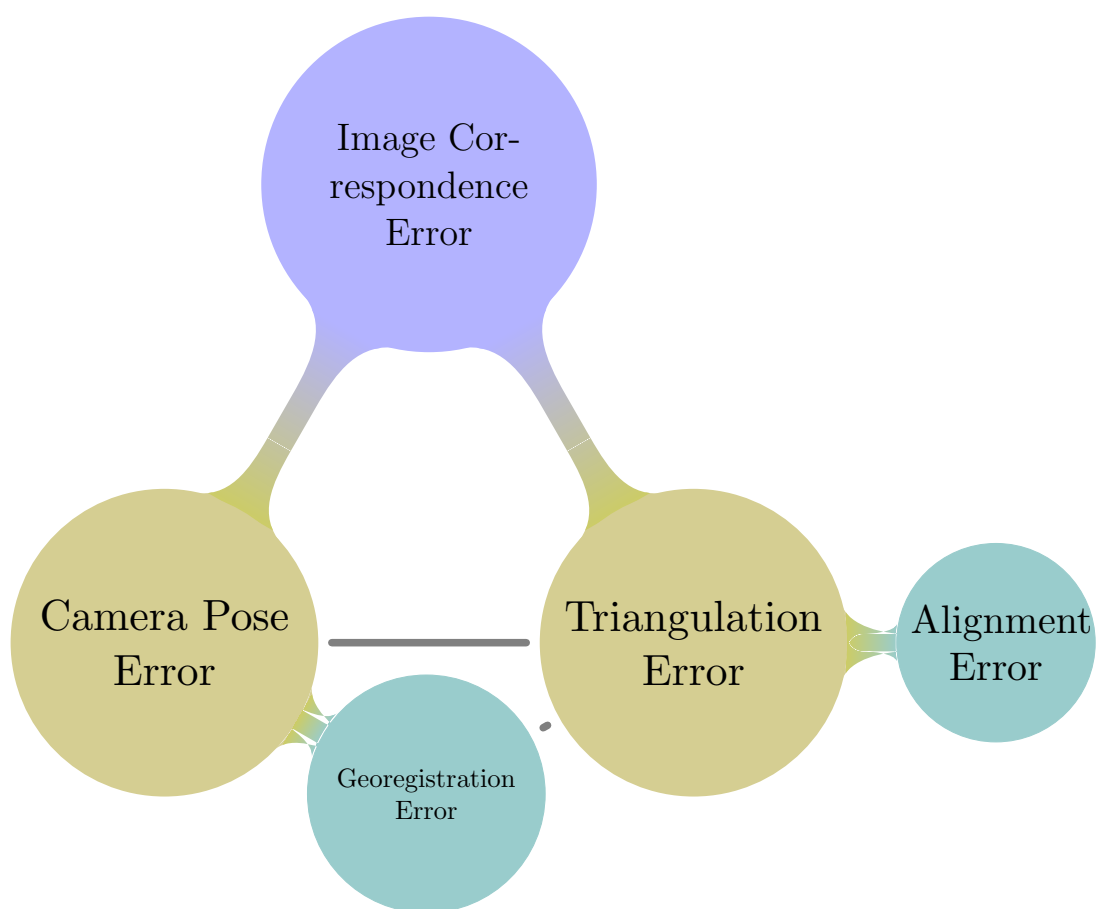 Image Cor-
respondence
Error
Camera Pose
Error
Triangulation
Error
Alignment
Error
Georegistration
Error